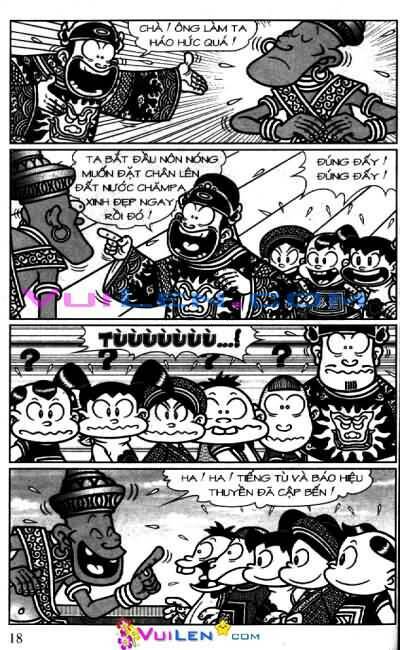 CHÀ! ÔNG LÀM TA
HÁO HỨC QUÁ!
TA BẮT ĐẦU NÔN NÓNG
MUỐN ĐẶT CHÂN LÊN
ĐẤT NƯỚC CHĂMPA
XINH ĐẸP NGAY
RỒI ĐÓ!
ĐÚNG ĐẤY!
ĐÚNG ĐẤY!
VUILEN.COM
TÙÙÙÙÙÙÙ...!
? ? ? ?
HA! HA! TIẾNG TÙ VÀ BÁO HIỆU
THUYỀN ĐÃ CẬP BẾN!
18
VUILEN.COM